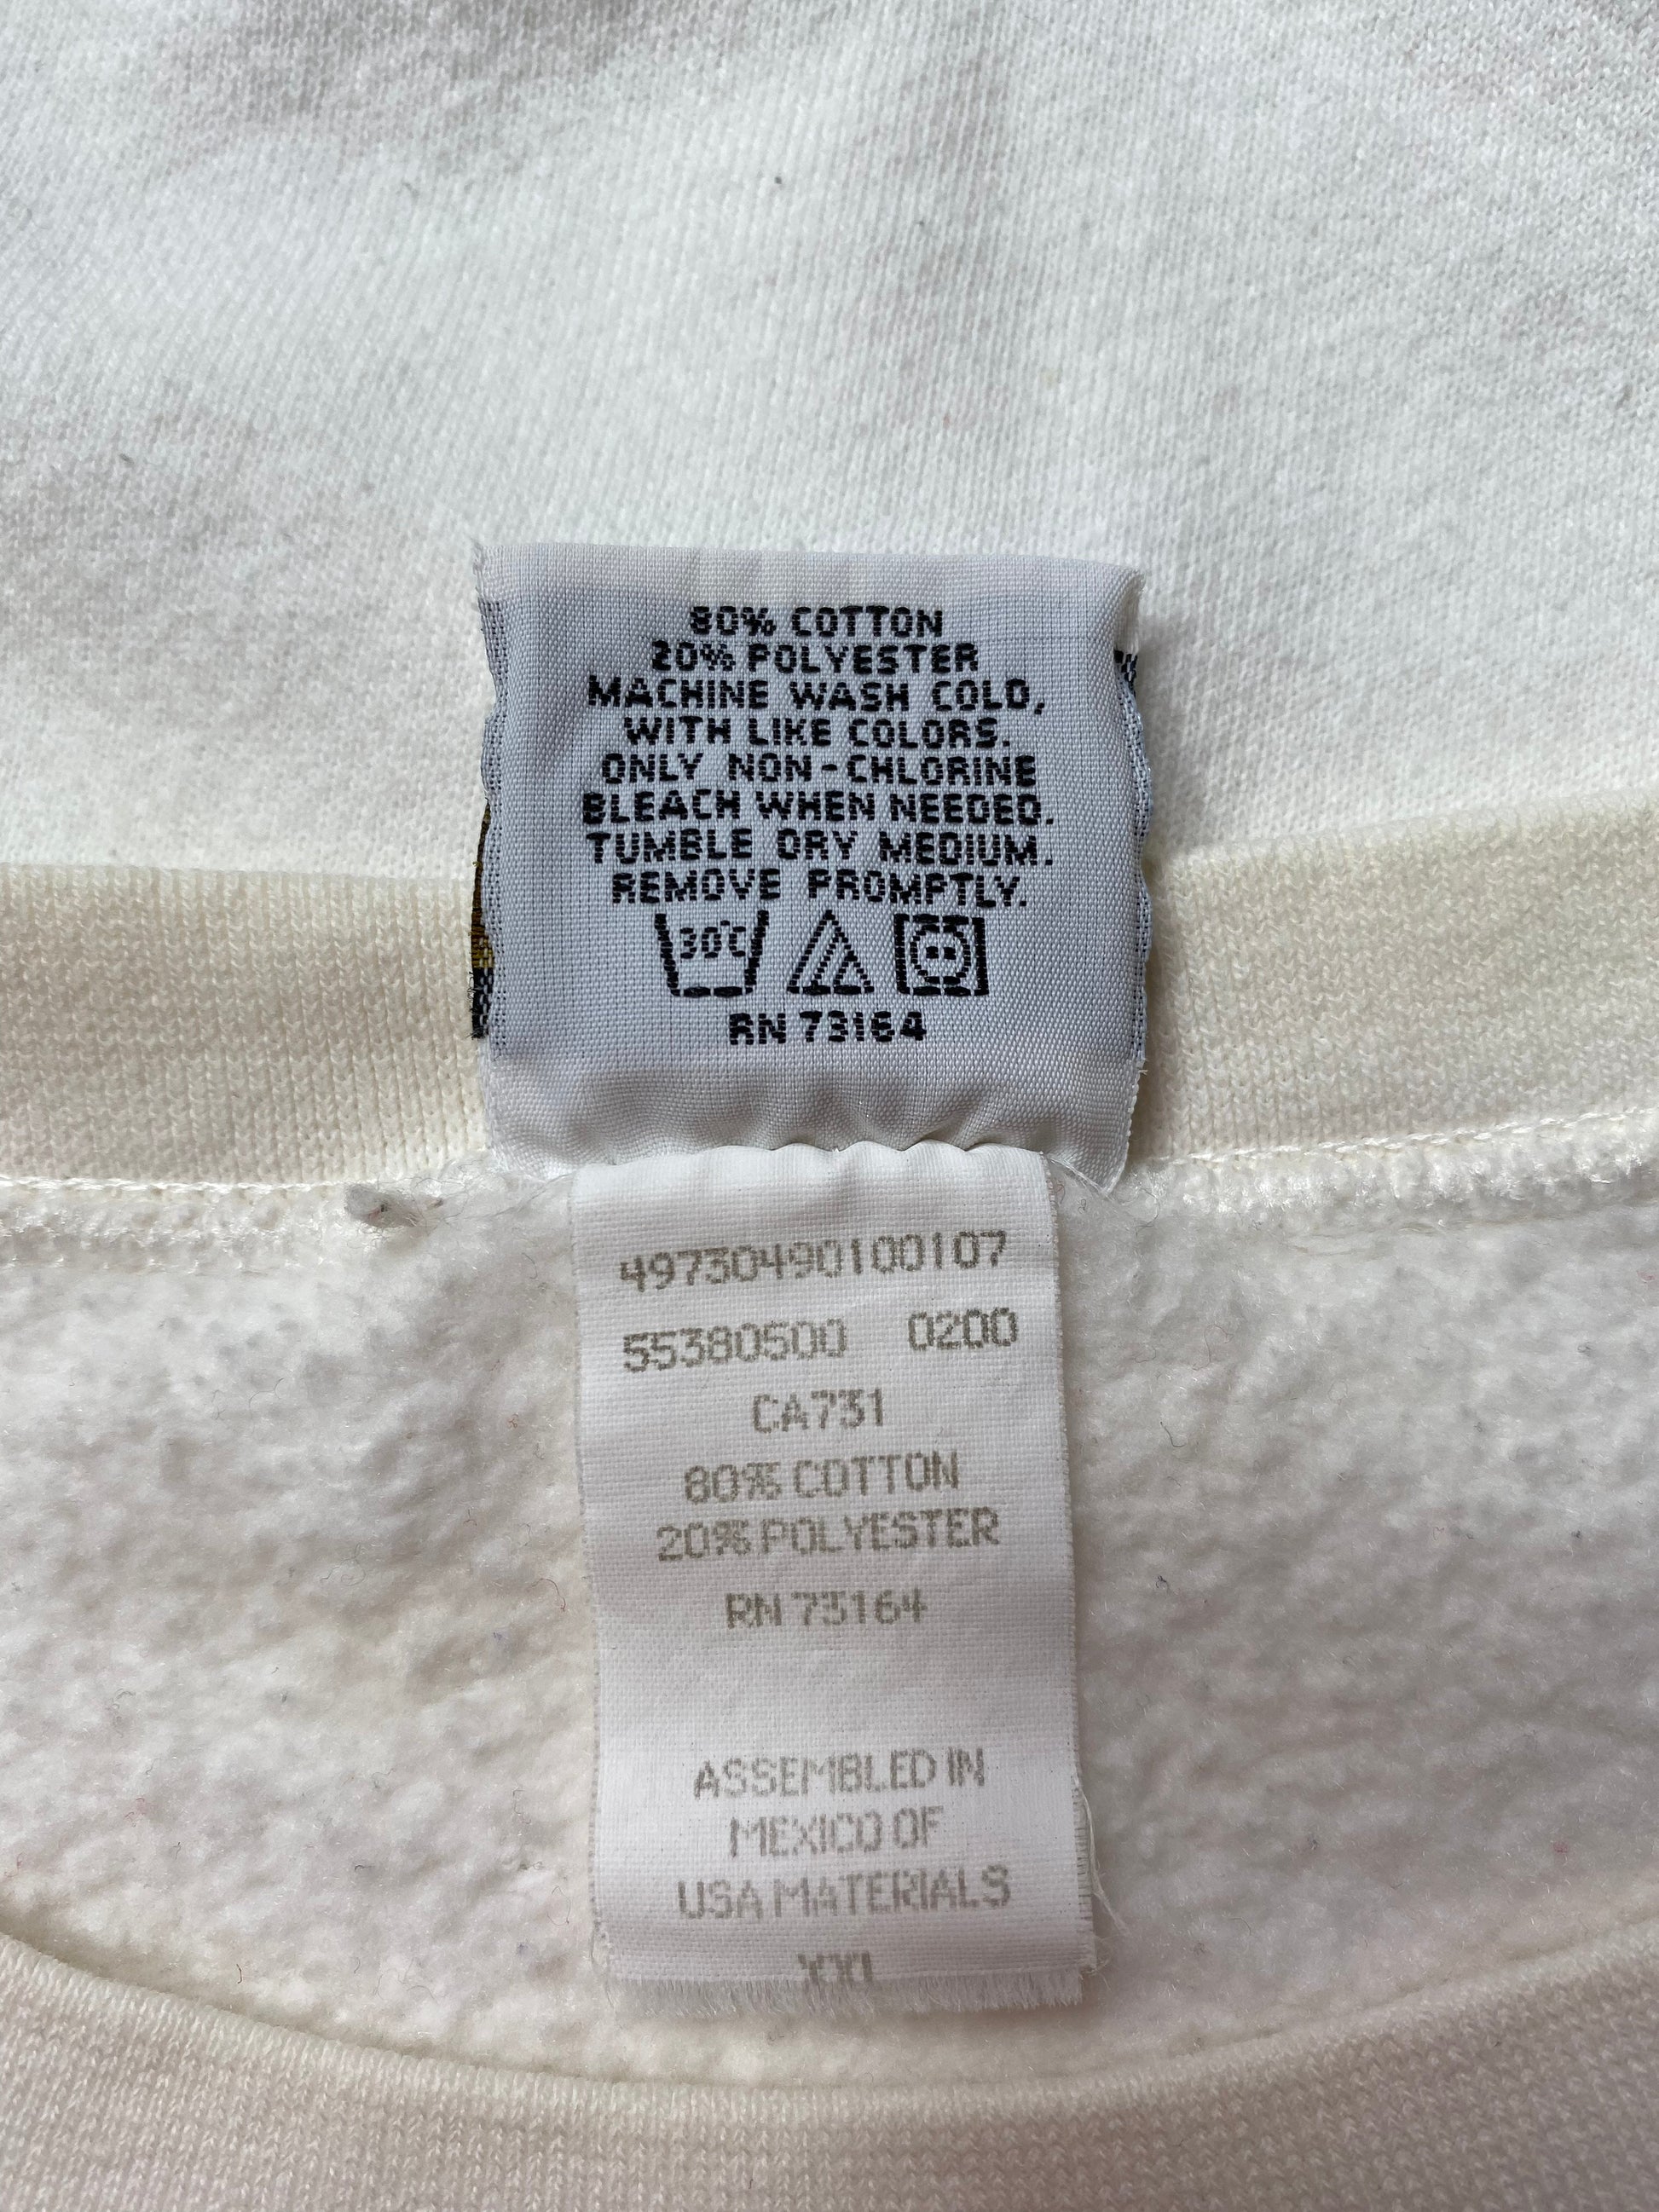 80% COTTON
20% POLYESTER
MACHINE WASH COLD,
WITH LIKE COLORS.
ONLY NON-CHLORINE
BLEACH WHEN NEEDED.
TUMBLE DRY MEDIUM.
REMOVE PROMPTLY.
30°C
RN 73164
49730490100107
55380500 0200
CA731
80% COTTON
20% POLYESTER
RN 73164
ASSEMBLED IN
MEXICO OF
USA MATERIALS
XXL